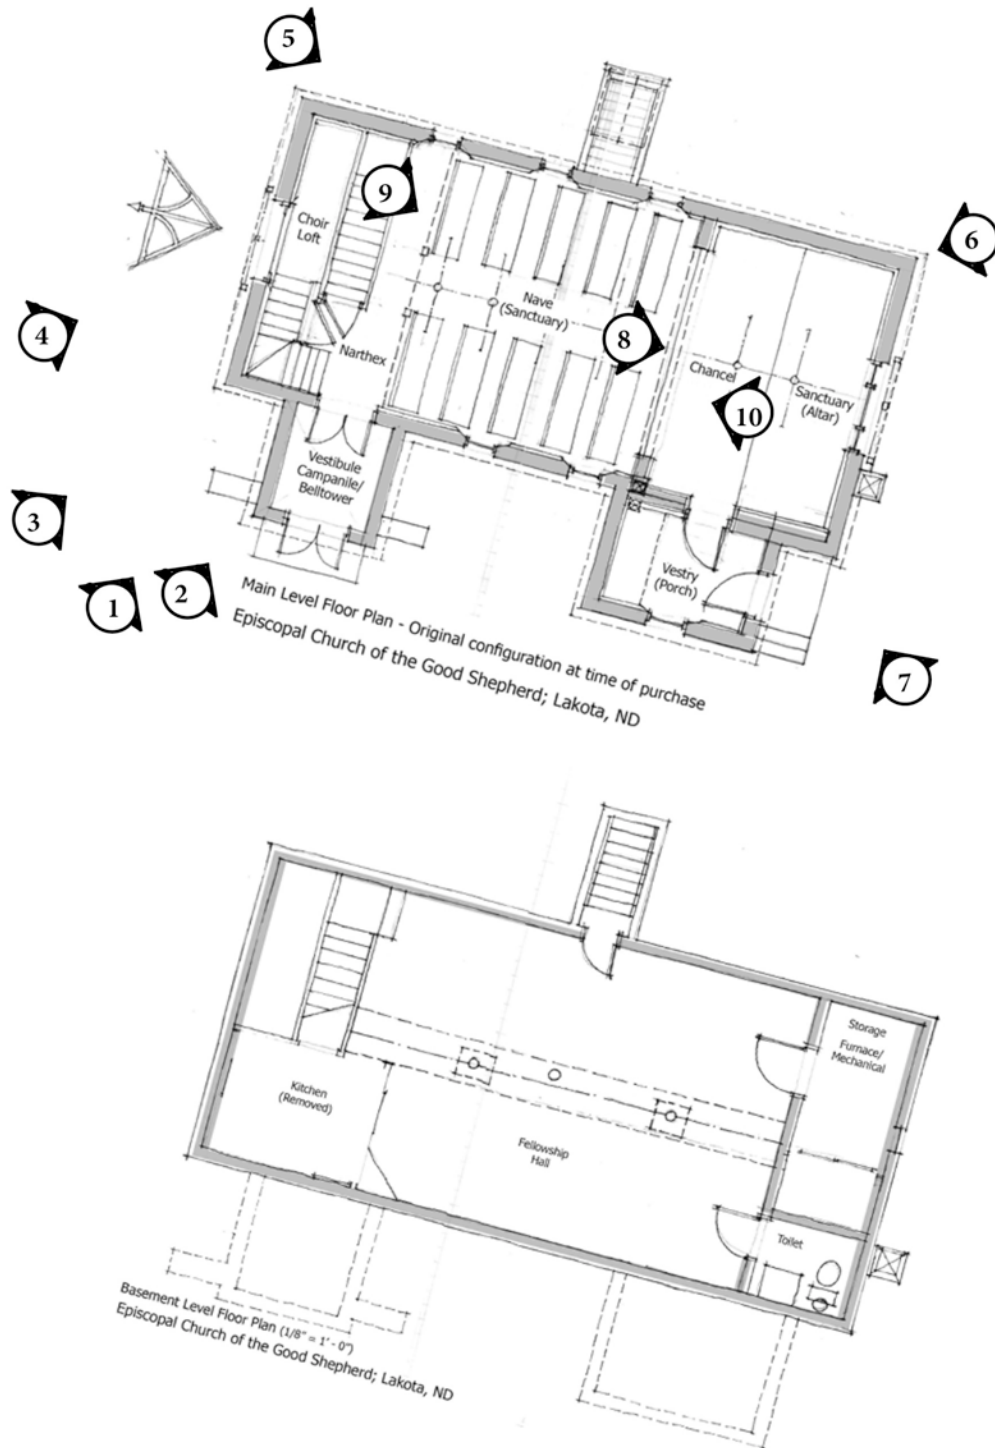 5
9
Choir
Loft
6
4
Nave
(Sanctuary)
8
Narthex
Chancel
Sanctuary
(Altar)
10
Vestibule
Campanile/
Belltower
3
1
2
Vestry
(Porch)
7
Main Level Floor Plan - Original configuration at time of purchase
Episcopal Church of the Good Shepherd; Lakota, ND
Storage
Furnace/
Mechanical
Kitchen
(Removed)
Fellowship
Hall
Toilet
Basement Level Floor Plan (1/8" = 1' - 0")
Episcopal Church of the Good Shepherd; Lakota, ND